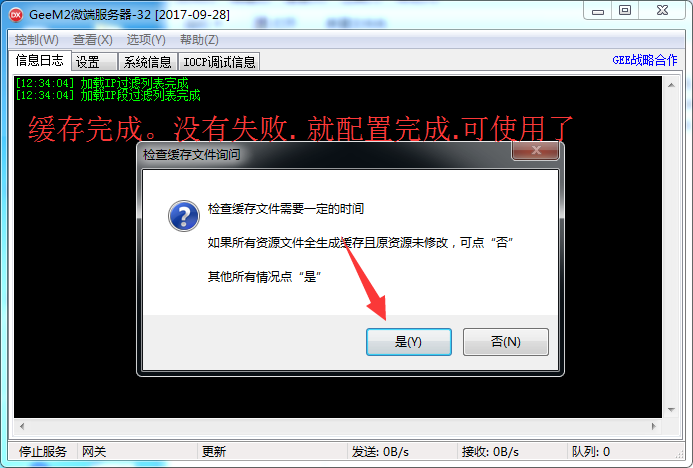 GeeM2微端服务器-32 [2017-09-28]
控制(W) 查看(X) 选项(Y) 帮助(Z)
信息日志 设置 系统信息 IOCP调试信息 GEE战略合作
[12:34:04] 加载IP过滤列表完成
[12:34:04] 加载IP段过滤列表完成
缓存完成。没有失败.就配置完成.可使用了
检查缓存文件询问
检查缓存文件需要一定的时间
如果所有资源文件全生成缓存且原资源未修改，可点“否”
其他所有情况点“是”
是(Y) 否(N)
停止服务 网关 更新 发送: 0B/s 接收: 0B/s 队列: 0